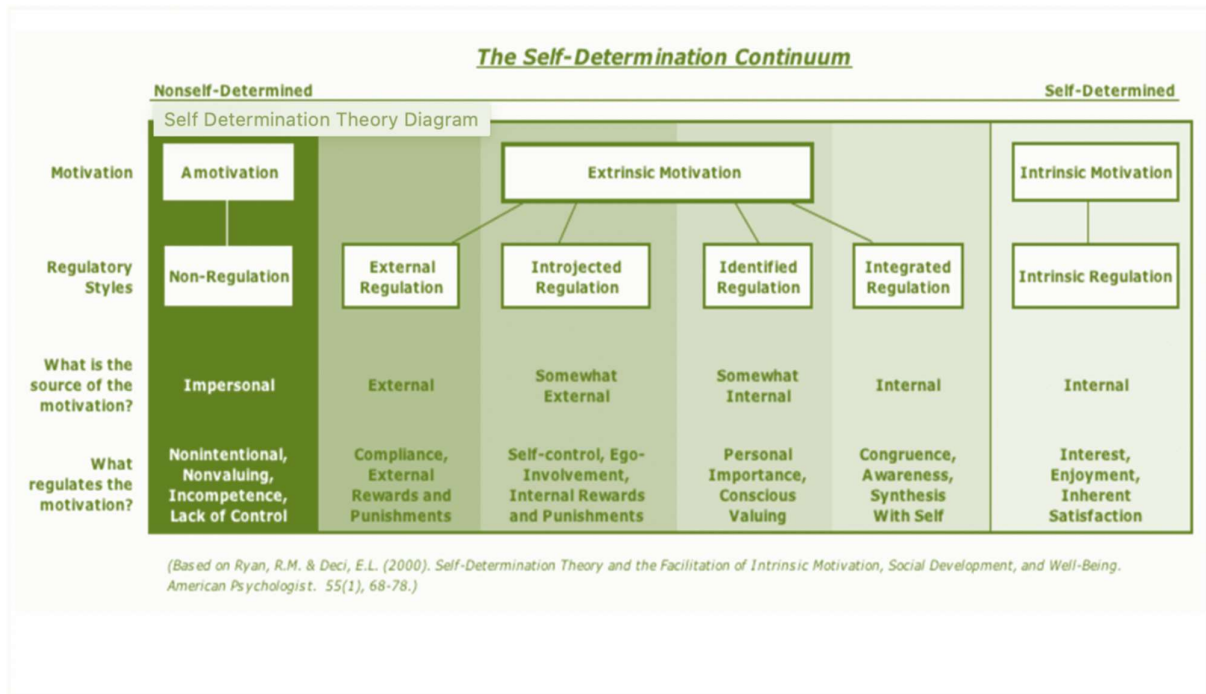 The Self-Determination Continuum
Nonself-Determined
Self-Determined
Self Determination Theory Diagram
Motivation
Amotivation
Extrinsic Motivation
Intrinsic Motivation
Regulatory
Styles
Non-Regulation
External
Regulation
Introjected
Regulation
Identified
Regulation
Integrated
Regulation
Intrinsic Regulation
What is the
source of the
motivation?
Impersonal
External
Somewhat
External
Somewhat
Internal
Internal
Internal
What
regulates the
motivation?
Nonintentional,
Nonvaluing,
Incompetence,
Lack of Control
Compliance,
External
Rewards and
Punishments
Self-control, Ego-
Involvement,
Internal Rewards
and Punishments
Personal
Importance,
Conscious
Valuing
Congruence,
Awareness,
Synthesis
With Self
Interest,
Enjoyment,
Inherent
Satisfaction
(Based on Ryan, R.M. & Deci, E.L. (2000). Self-Determination Theory and the Facilitation of Intrinsic Motivation, Social Development, and Well-Being.
American Psychologist. 55(1), 68-78.)